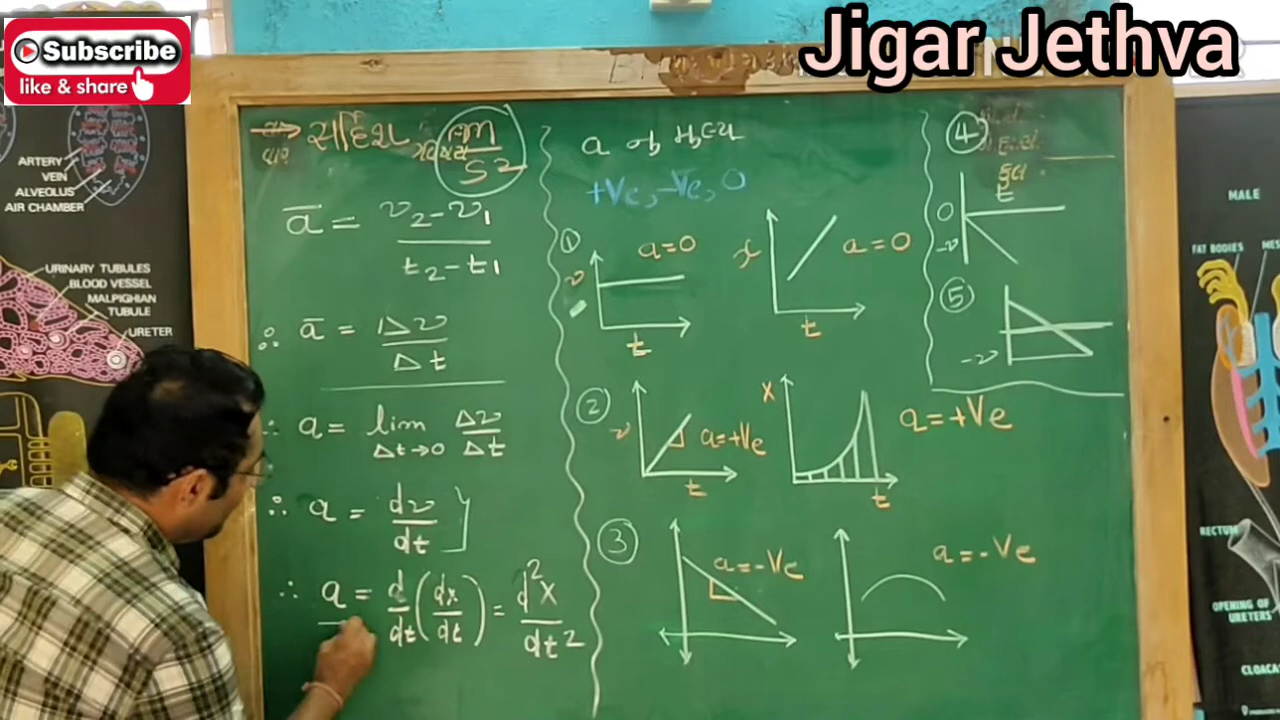 Subscribe
like & share
Jigar Jethva
ARTERY
VEIN
ALVEOLUS
AIR CHAMBER
URINARY TUBULES
BLOOD VESSEL
MALPIGHIAN
TUBULE
URETER
→ સદિશ m/s2
a̅ = (v2-v1)/(t2-t1)
∴ a̅ = Δv/Δt
∴ a = lim Δt→0 Δv/Δt
∴ a = dv/dt
∴ a = d/dt (dx/dt) = d²x/dt2
a નું મૂલ્ય
+Ve, -Ve, 0
① a=0
v
t
a=0
x
t
② v
a=+Ve
t
x
a=+Ve
t
③ a=-Ve
a=-Ve
④
t
0
-v
⑤
-v
MALE
FAT BODIES
RECTUM
OPENING OF
URETERS
CLOACA